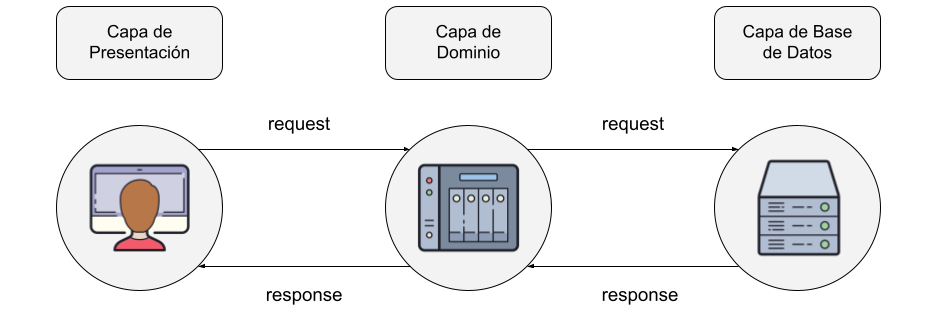 Capa de
Presentación
Capa de
Dominio
Capa de Base
de Datos
request
request
response
response